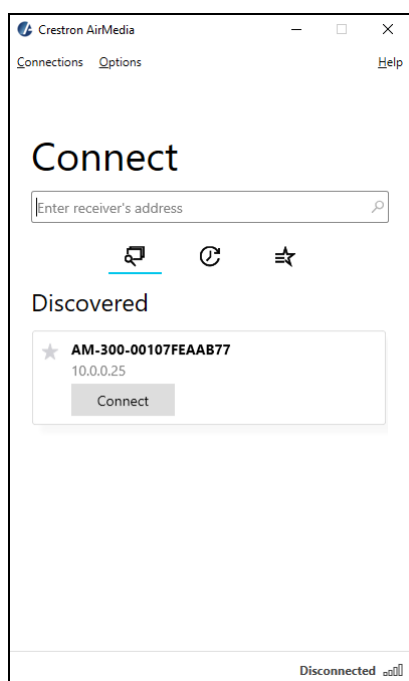 Crestron AirMedia
Connections Options Help
Connect
Enter receiver's address
Discovered
AM-300-00107FEAAB77
10.0.0.25
Connect
Disconnected